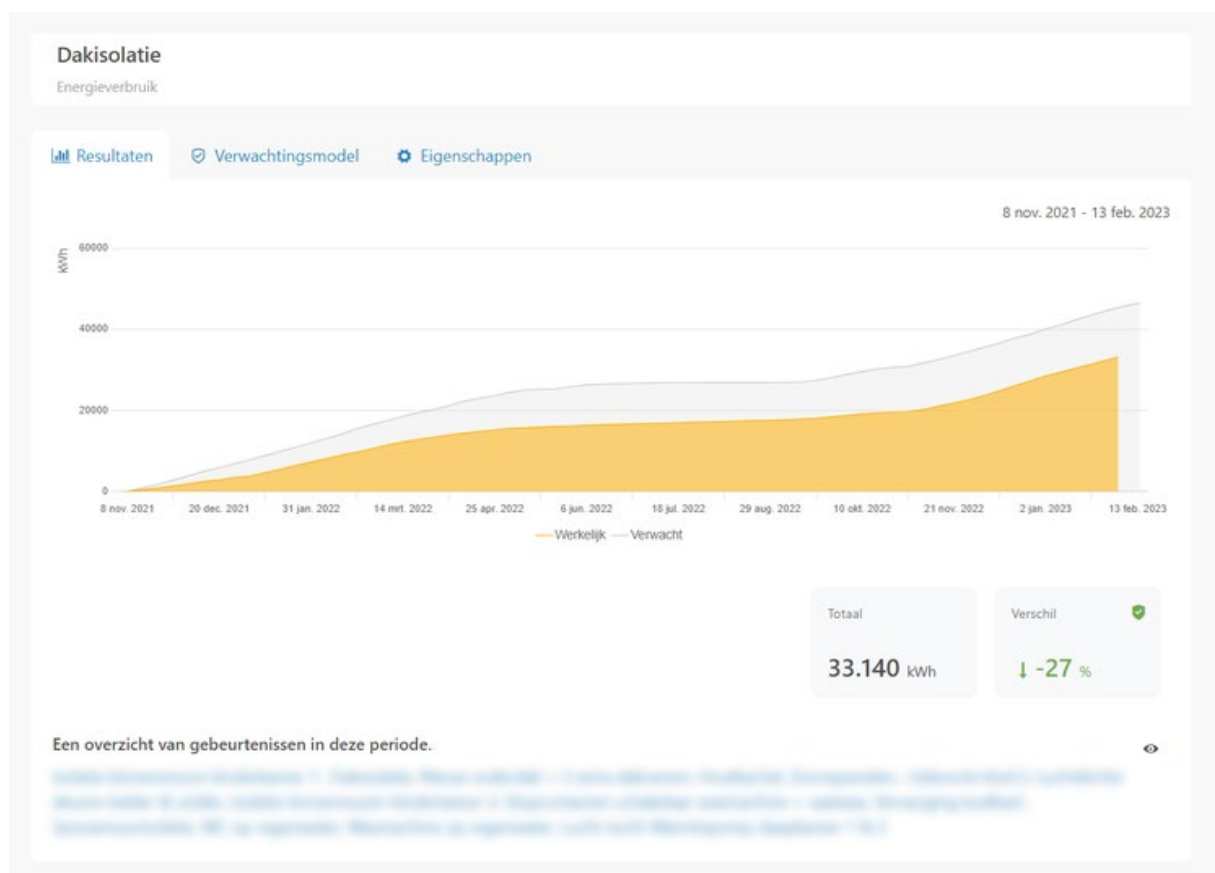 Dakisolatie
Energieverbruik
Resultaten Verwachtingsmodel Eigenschappen
8 nov. 2021 - 13 feb. 2023
kWh
60000
40000
20000
0
8 nov. 2021 20 dec. 2021 31 jan. 2022 14 mrt. 2022 25 apr. 2022 6 jun. 2022 18 jul. 2022 29 aug. 2022 10 okt. 2022 21 nov. 2022 2 jan. 2023 13 feb. 2023
Werkelijk Verwacht
Totaal Verschil
33.140 kWh ↓ -27 %
Een overzicht van gebeurtenissen in deze periode.